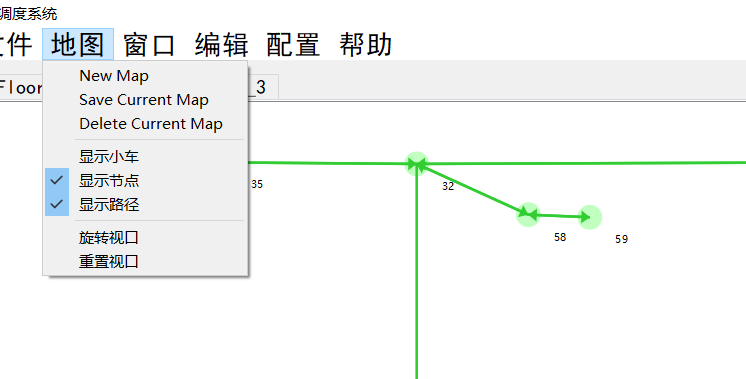 调度系统
文件 地图 窗口 编辑 配置 帮助
Floor _3
New Map
Save Current Map
Delete Current Map
显示小车
显示节点
35 32
显示路径
旋转视口
58 59
重置视口